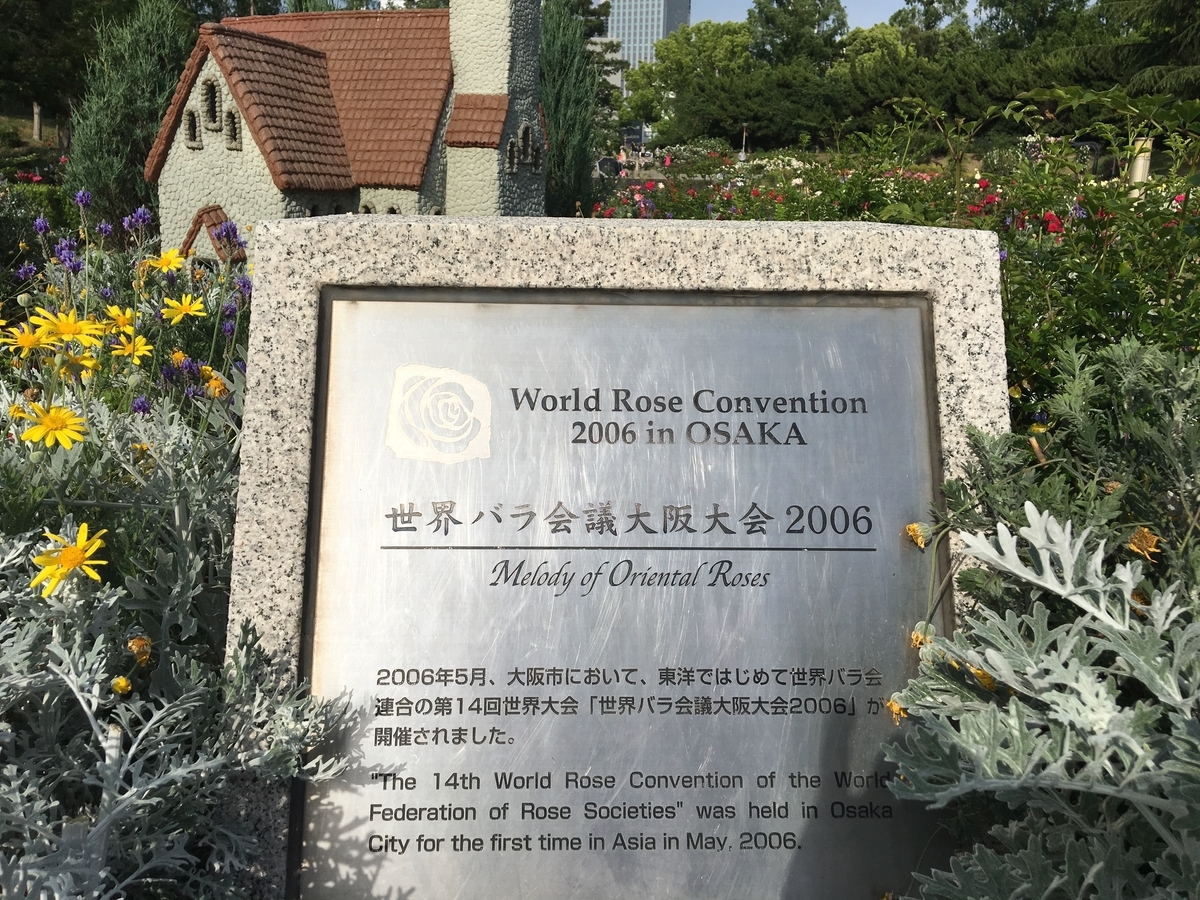 World Rose Convention
2006 in OSAKA
世界バラ会議大阪大会 2006
Melody of Oriental Roses
2006年5月、大阪市において、東洋ではじめて世界バラ会
連合の第14回世界大会「世界バラ会議大阪大会2006」が
開催されました。
"The 14th World Rose Convention of the World
Federation of Rose Societies" was held in Osaka
City for the first time in Asia in May, 2006.